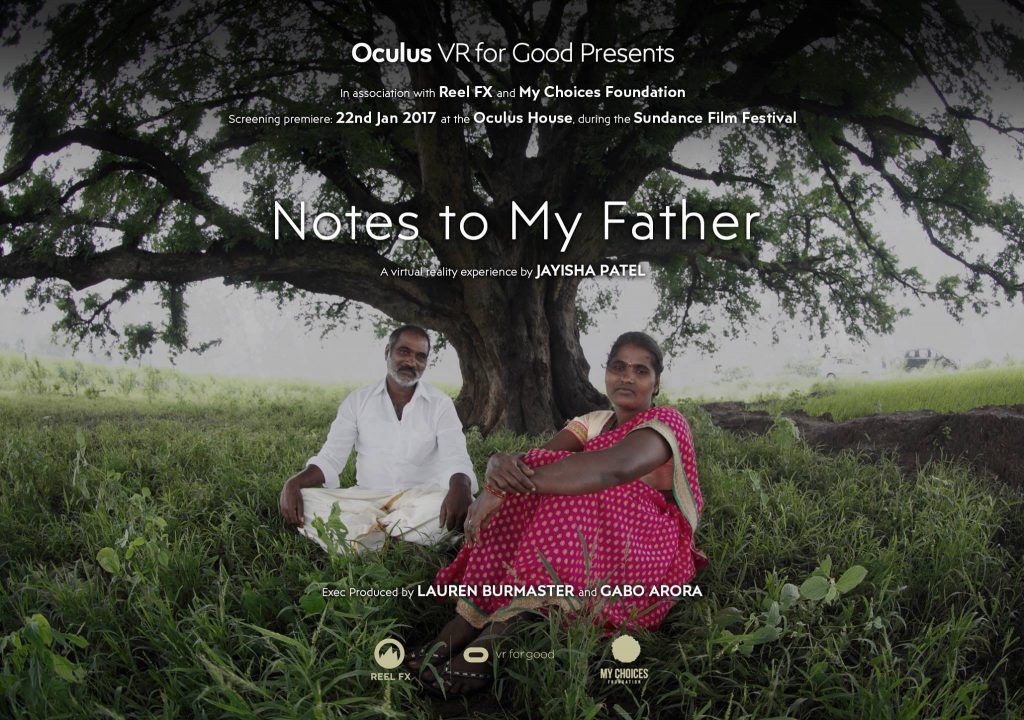 Oculus VR for Good Presents
In association with Reel FX and My Choices Foundation
Screening premiere: 22nd Jan 2017 at the Oculus House, during the Sundance Film Festival
Notes to My Father
A virtual reality experience by JAYISHA PATEL
Exec Produced by LAUREN BURMASTER and GABO ARORA
REEL FX
vr for good
MY CHOICES
FOUNDATION